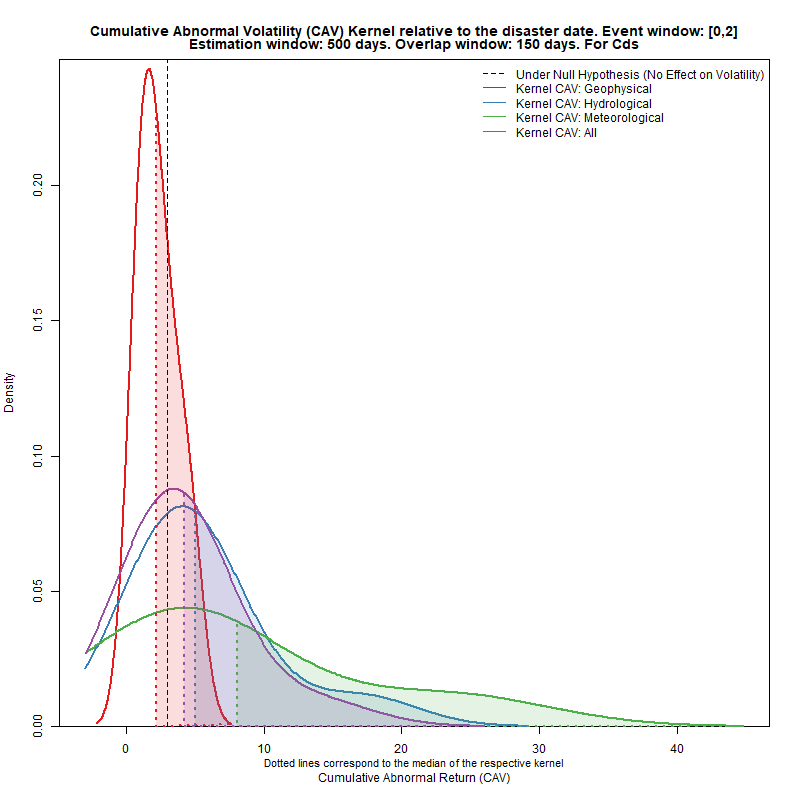 Cumulative Abnormal Volatility (CAV) Kernel relative to the disaster date. Event window: [0,2]
Estimation window: 500 days. Overlap window: 150 days. For Cds
Under Null Hypothesis (No Effect on Volatility)
Kernel CAV: Geophysical
Kernel CAV: Hydrological
Kernel CAV: Meteorological
Kernel CAV: All
Density
0.20
0.15
0.10
0.05
0.00
0 10 20 30 40
Dotted lines correspond to the median of the respective kernel
Cumulative Abnormal Return (CAV)